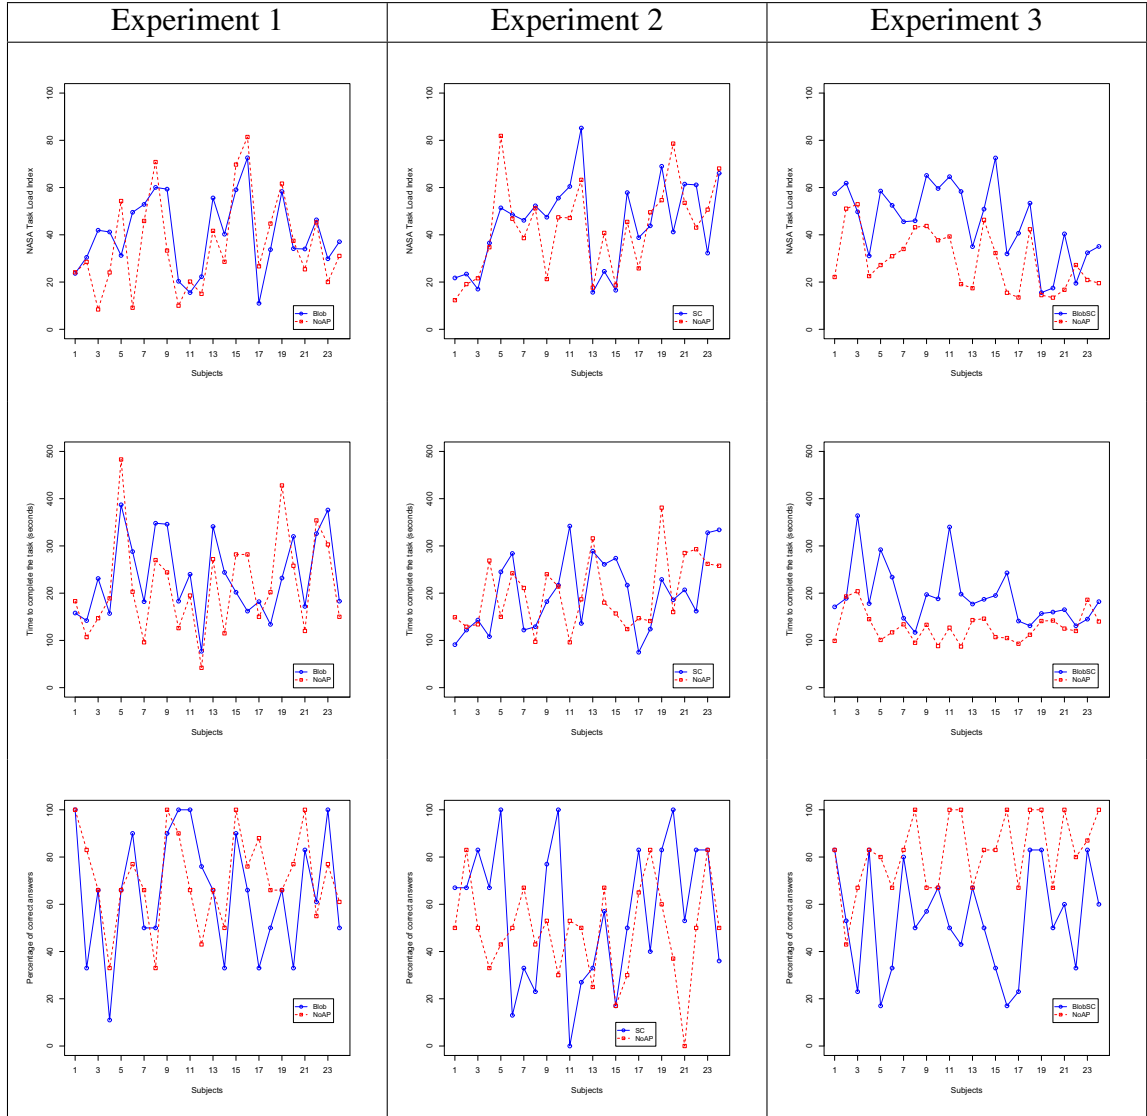 Experiment 1
Experiment 2
Experiment 3
NASA Task Load Index
0
20
40
60
80
100
1 3 5 7 9 11 13 15 17 19 21 23
Subjects
Blob
NoAP
NASA Task Load Index
0
20
40
60
80
100
1 3 5 7 9 11 13 15 17 19 21 23
Subjects
SC
NoAP
NASA Task Load Index
0
20
40
60
80
100
1 3 5 7 9 11 13 15 17 19 21 23
Subjects
BlobSC
NoAP
Time to complete the task (seconds)
0
100
200
300
400
500
1 3 5 7 9 11 13 15 17 19 21 23
Subjects
Blob
NoAP
Time to complete the task (seconds)
0
100
200
300
400
500
1 3 5 7 9 11 13 15 17 19 21 23
Subjects
SC
NoAP
Time to complete the task (seconds)
0
100
200
300
400
500
1 3 5 7 9 11 13 15 17 19 21 23
Subjects
BlobSC
NoAP
Percentage of correct answers
0
20
40
60
80
100
1 3 5 7 9 11 13 15 17 19 21 23
Subjects
Blob
NoAP
Percentage of correct answers
0
20
40
60
80
100
1 3 5 7 9 11 13 15 17 19 21 23
Subjects
SC
NoAP
Percentage of correct answers
0
20
40
60
80
100
1 3 5 7 9 11 13 15 17 19 21 23
Subjects
BlobSC
NoAP